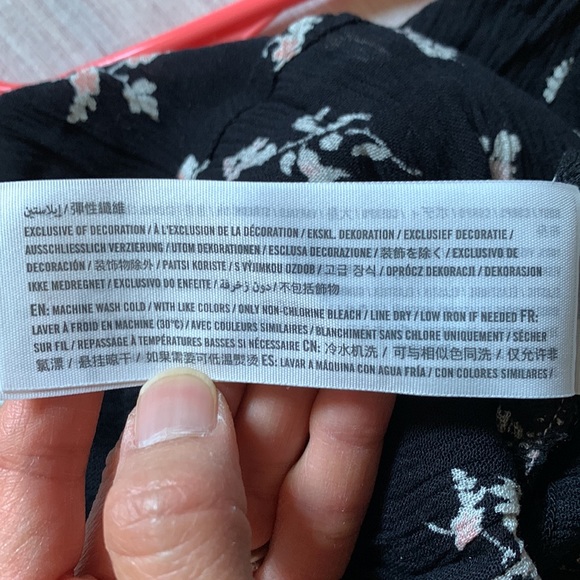 إيلاستين / 彈性纖維
EXCLUSIVE OF DECORATION / À L'EXCLUSION DE LA DÉCORATION / EKSKL. DEKORATION / EXCLUSIEF DECORATIE /
AUSSCHLIESSLICH VERZIERUNG / UTOM DEKORATIONEN / ESCLUSA DECORAZIONE / 装飾を除く / EXCLUSIVO DE
DECORACIÓN / 装饰物除外 / PAITSI KORISTE / S VÝJIMKOU OZDOB / 고급 장식 / OPRÓCZ DEKORACJI / DEKORASJON
IKKE MEDREGNET / EXCLUSIVO DO ENFEITE / دون زخرفة / 不包括飾物
EN: MACHINE WASH COLD / WITH LIKE COLORS / ONLY NON-CHLORINE BLEACH / LINE DRY / LOW IRON IF NEEDED FR:
LAVER À FROID EN MACHINE (30°C) / AVEC COULEURS SIMILAIRES / BLANCHIMENT SANS CHLORE UNIQUEMENT / SÉCHER
SUR FIL / REPASSAGE À TEMPÉRATURES BASSES SI NÉCESSAIRE CN: 冷水机洗 / 可与相似色同洗 / 仅允许非
氯漂 / 悬挂晾干 / 如果需要可低温熨烫 ES: LAVAR A MÁQUINA CON AGUA FRÍA / CON COLORES SIMILARES /